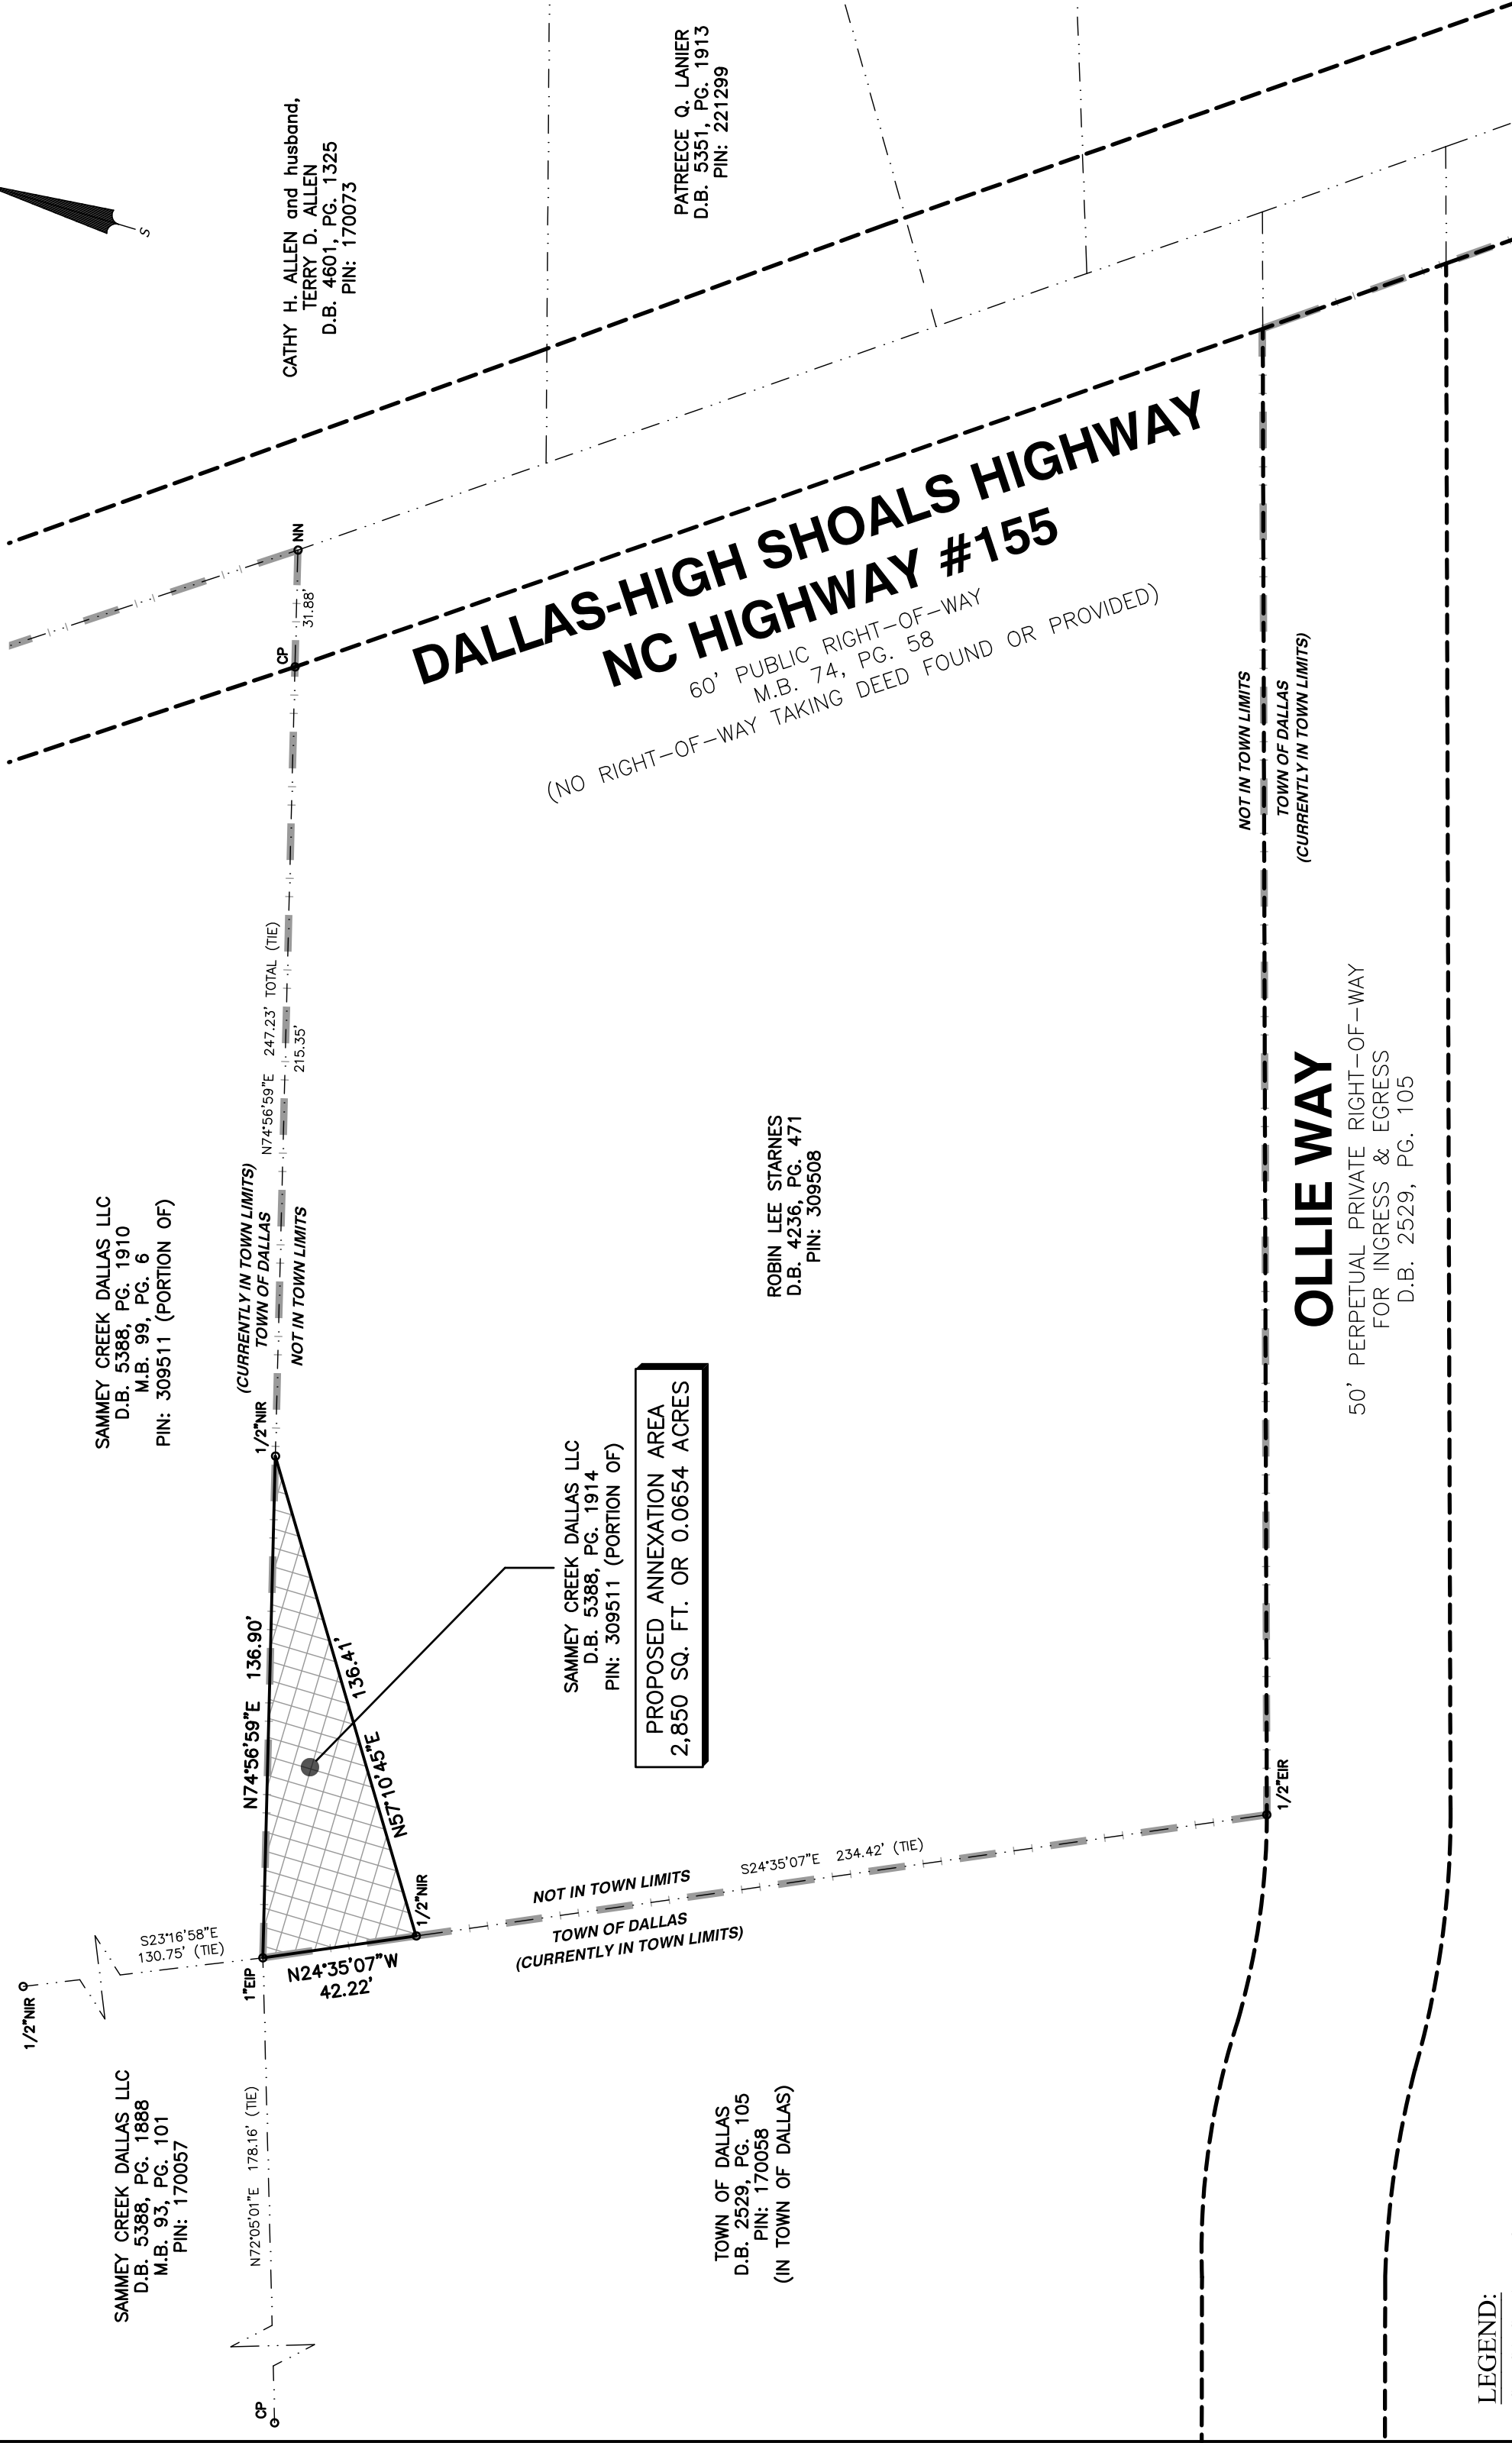 S
CATHY H. ALLEN and husband,
TERRY D. ALLEN
D.B. 4601, PG. 1325
PIN: 170073
PATREECE Q. LANIER
D.B. 5351, PG. 1913
PIN: 221299
NN
31.88'
CP
DALLAS-HIGH SHOALS HIGHWAY
NC HIGHWAY #155
60' PUBLIC RIGHT-OF-WAY
M.B. 74, PG. 58
(NO RIGHT-OF-WAY TAKING DEED FOUND OR PROVIDED)
SAMMEY CREEK DALLAS LLC
D.B. 5388, PG. 1910
M.B. 99, PG. 6
PIN: 309511 (PORTION OF)
(CURRENTLY IN TOWN LIMITS)
TOWN OF DALLAS
NOT IN TOWN LIMITS
N74°56'59"E 247.23' TOTAL (TIE)
215.35'
1/2"NIR
N74°56'59"E 136.90'
N57°10'45"E 136.41'
SAMMEY CREEK DALLAS LLC
D.B. 5388, PG. 1914
PIN: 309511 (PORTION OF)
PROPOSED ANNEXATION AREA
2,850 SQ. FT. OR 0.0654 ACRES
ROBIN LEE STARNES
D.B. 4236, PG. 471
PIN: 309508
NOT IN TOWN LIMITS
TOWN OF DALLAS
(CURRENTLY IN TOWN LIMITS)
OLLIE WAY
50' PERPETUAL PRIVATE RIGHT-OF-WAY
FOR INGRESS & EGRESS
D.B. 2529, PG. 105
1/2"EIR
1/2"NIR
S23°16'58"E
130.75' (TIE)
1"EIP
N24°35'07"W
42.22'
1/2"NIR
NOT IN TOWN LIMITS
S24°35'07"E 234.42' (TIE)
TOWN OF DALLAS
(CURRENTLY IN TOWN LIMITS)
SAMMEY CREEK DALLAS LLC
D.B. 5388, PG. 1888
M.B. 93, PG. 101
PIN: 170057
N72°05'01"E 178.16' (TIE)
CP
TOWN OF DALLAS
D.B. 2529, PG. 105
PIN: 170058
(IN TOWN OF DALLAS)
LEGEND: